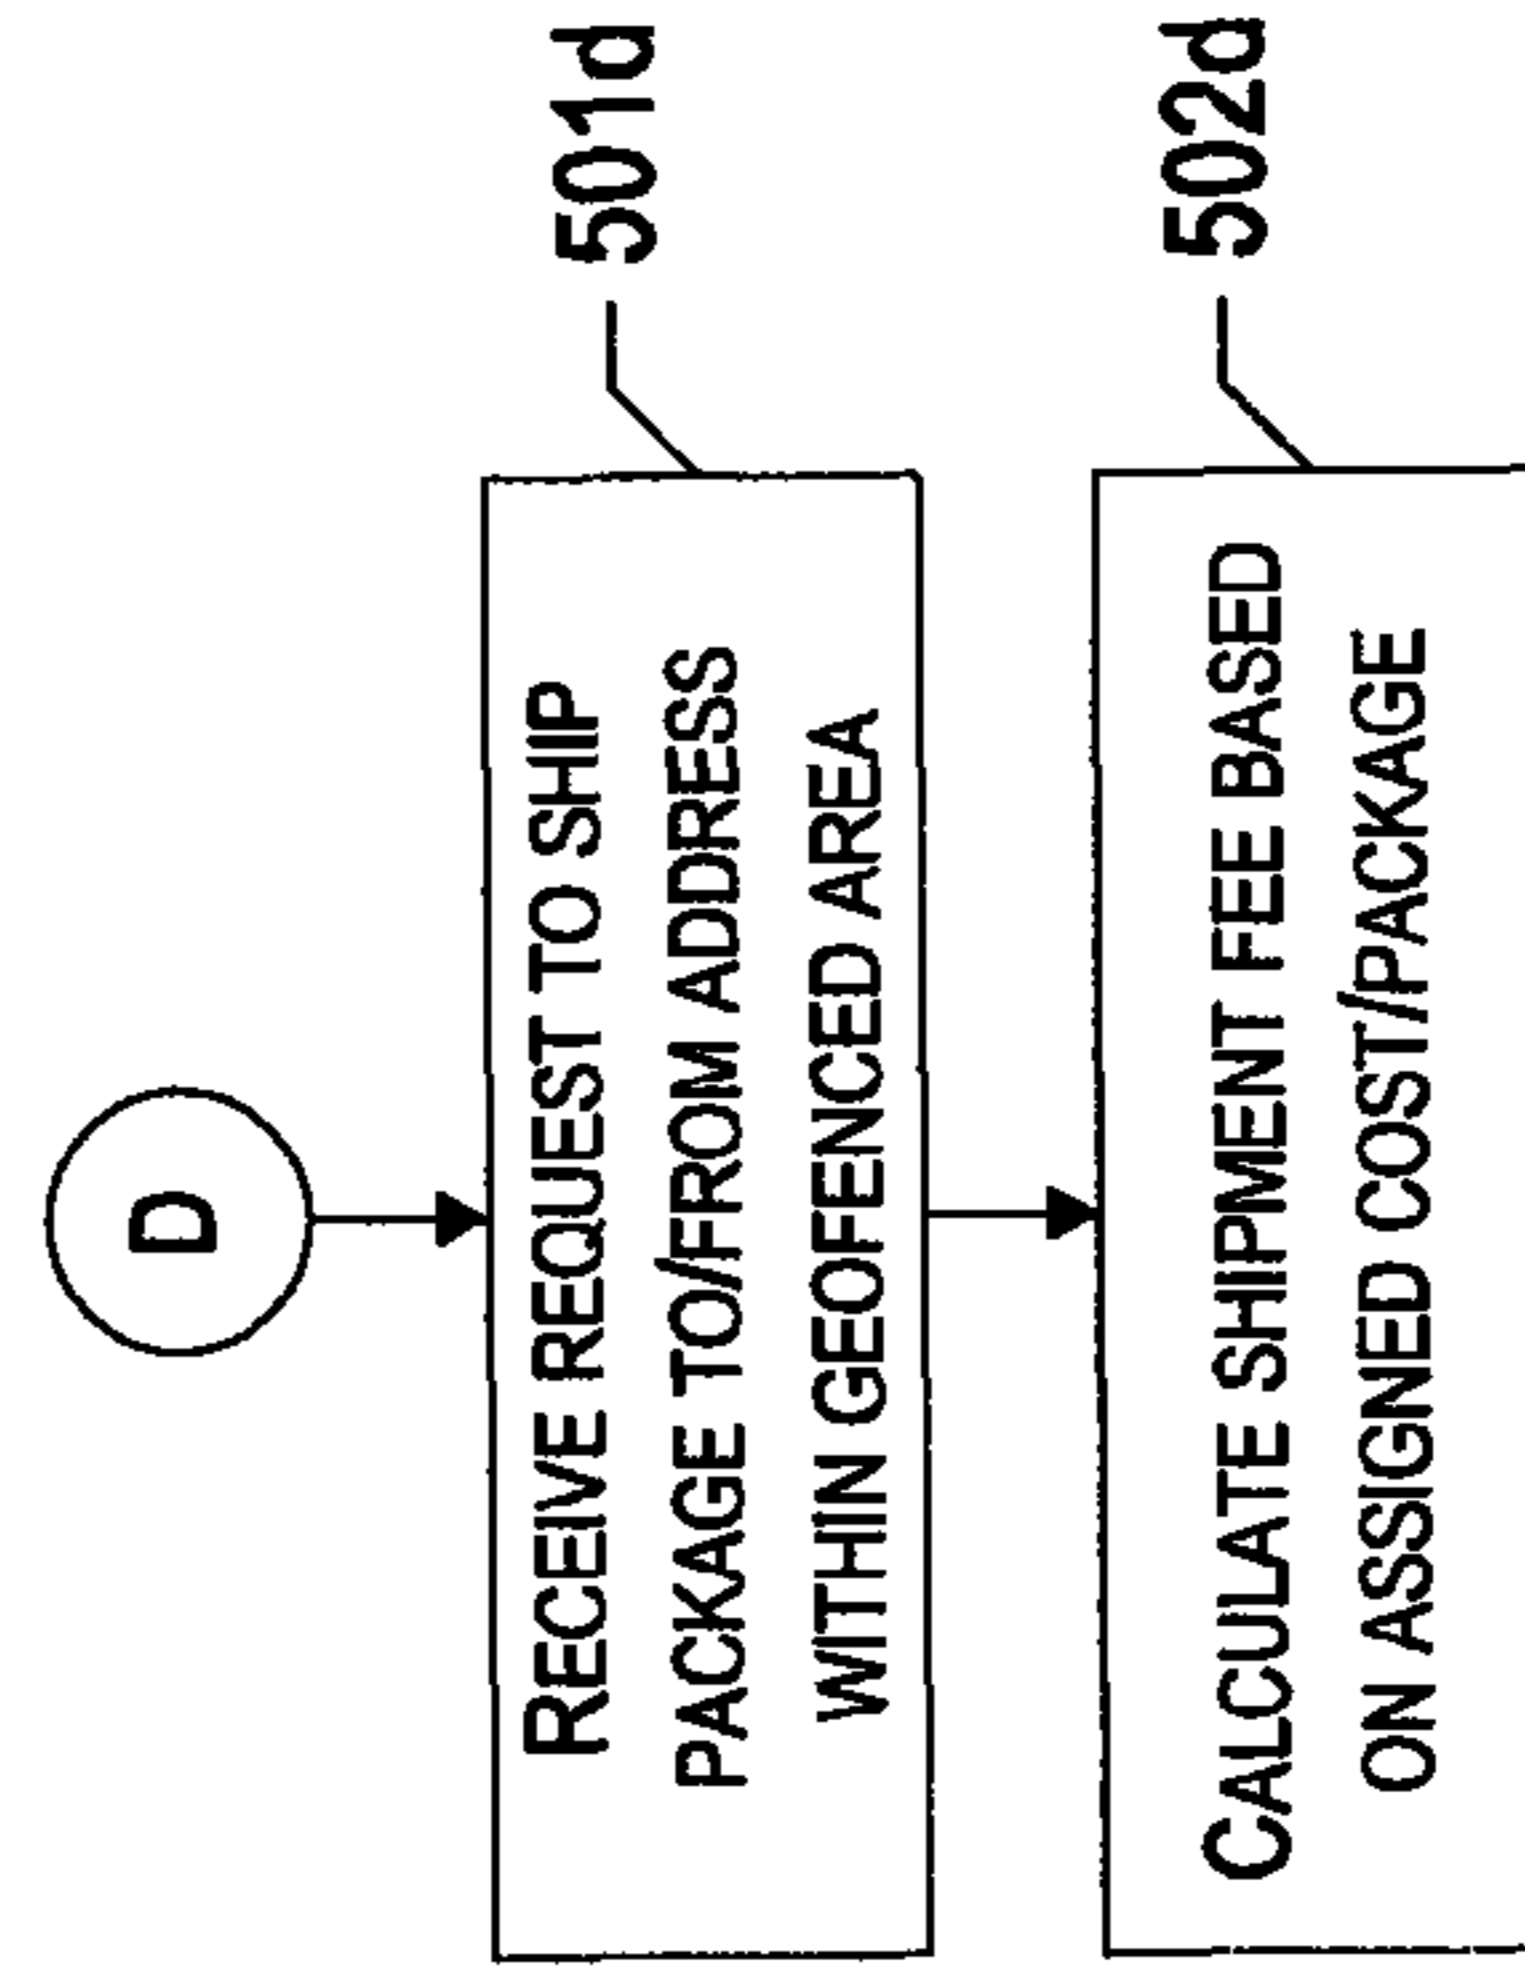 D
501d
RECEIVE REQUEST TO SHIP
PACKAGE TO/FROM ADDRESS
WITHIN GEOFENCED AREA
502d
CALCULATE SHIPMENT FEE BASED
ON ASSIGNED COST/PACKAGE